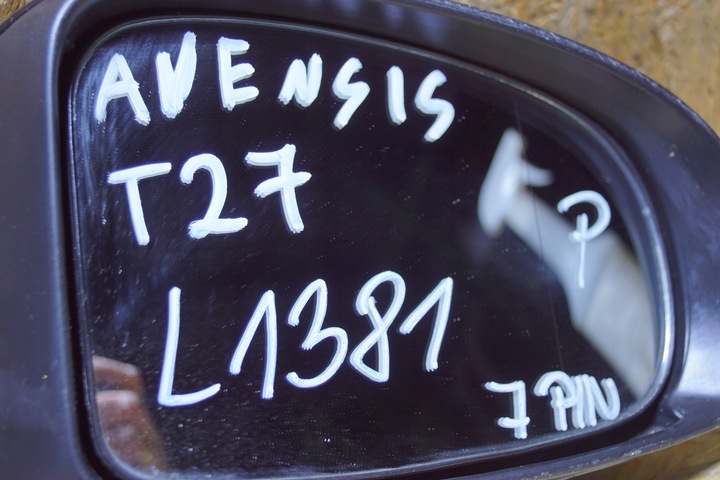 AVENSIS
T27
P
L1381
7 PIN